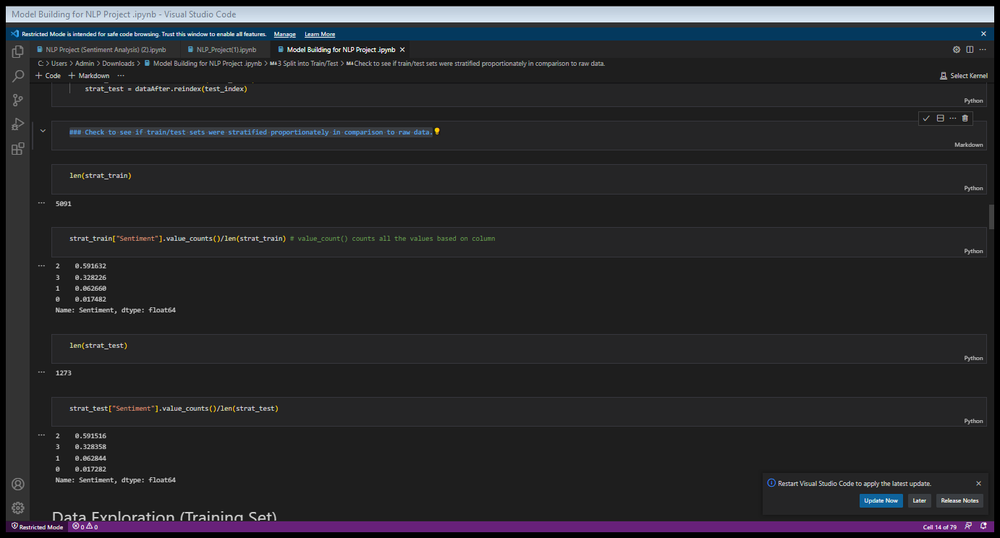 Model Building for NLP Project .ipynb - Visual Studio Code
Restricted Mode is intended for safe code browsing. Trust this window to enable all features. Manage Learn More
NLP Project (Sentiment Analysis) (2).ipynb NLP_Project(1).ipynb Model Building for NLP Project .ipynb
C: > Users > Admin > Downloads > Model Building for NLP Project .ipynb > M↓3 Split into Train/Test > M↓Check to see if train/test sets were stratified proportionately in comparison to raw data.
+ Code + Markdown ...
Select Kernel
strat_test = dataAfter.reindex(test_index)
Python
### Check to see if train/test sets were stratified proportionately in comparison to raw data.
Markdown
len(strat_train)
Python
... 5091
strat_train["Sentiment"].value_counts()/len(strat_train) # value_count() counts all the values based on column
Python
... 2 0.591632
3 0.328226
1 0.062660
0 0.017482
Name: Sentiment, dtype: float64
len(strat_test)
Python
... 1273
strat_test["Sentiment"].value_counts()/len(strat_test)
Python
... 2 0.591516
3 0.328358
1 0.062844
0 0.017282
Name: Sentiment, dtype: float64
Data Exploration (Training Set)
Restart Visual Studio Code to apply the latest update.
Update Now Later Release Notes
Restricted Mode 0 0 Cell 14 of 79